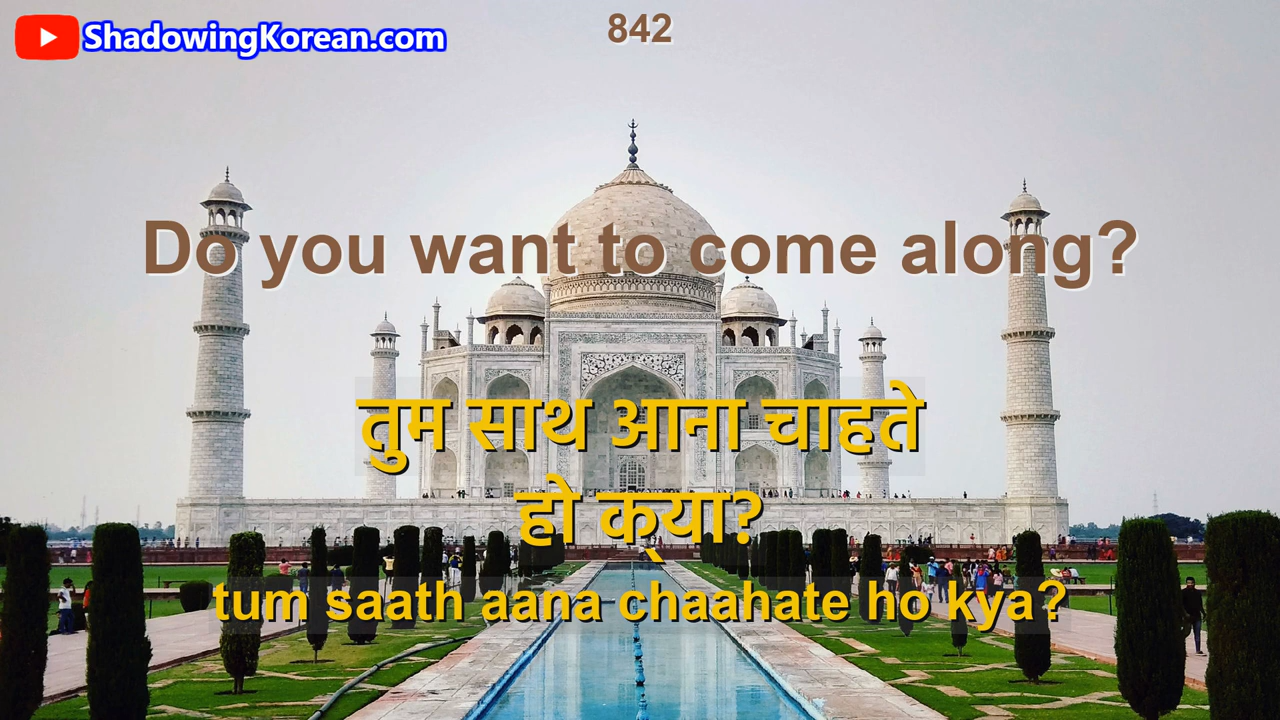 ShadowingKorean.com
842
Do you want to come along?
तुम साथ आना चाहते
हो क्या?
tum saath aana chaahate ho kya?